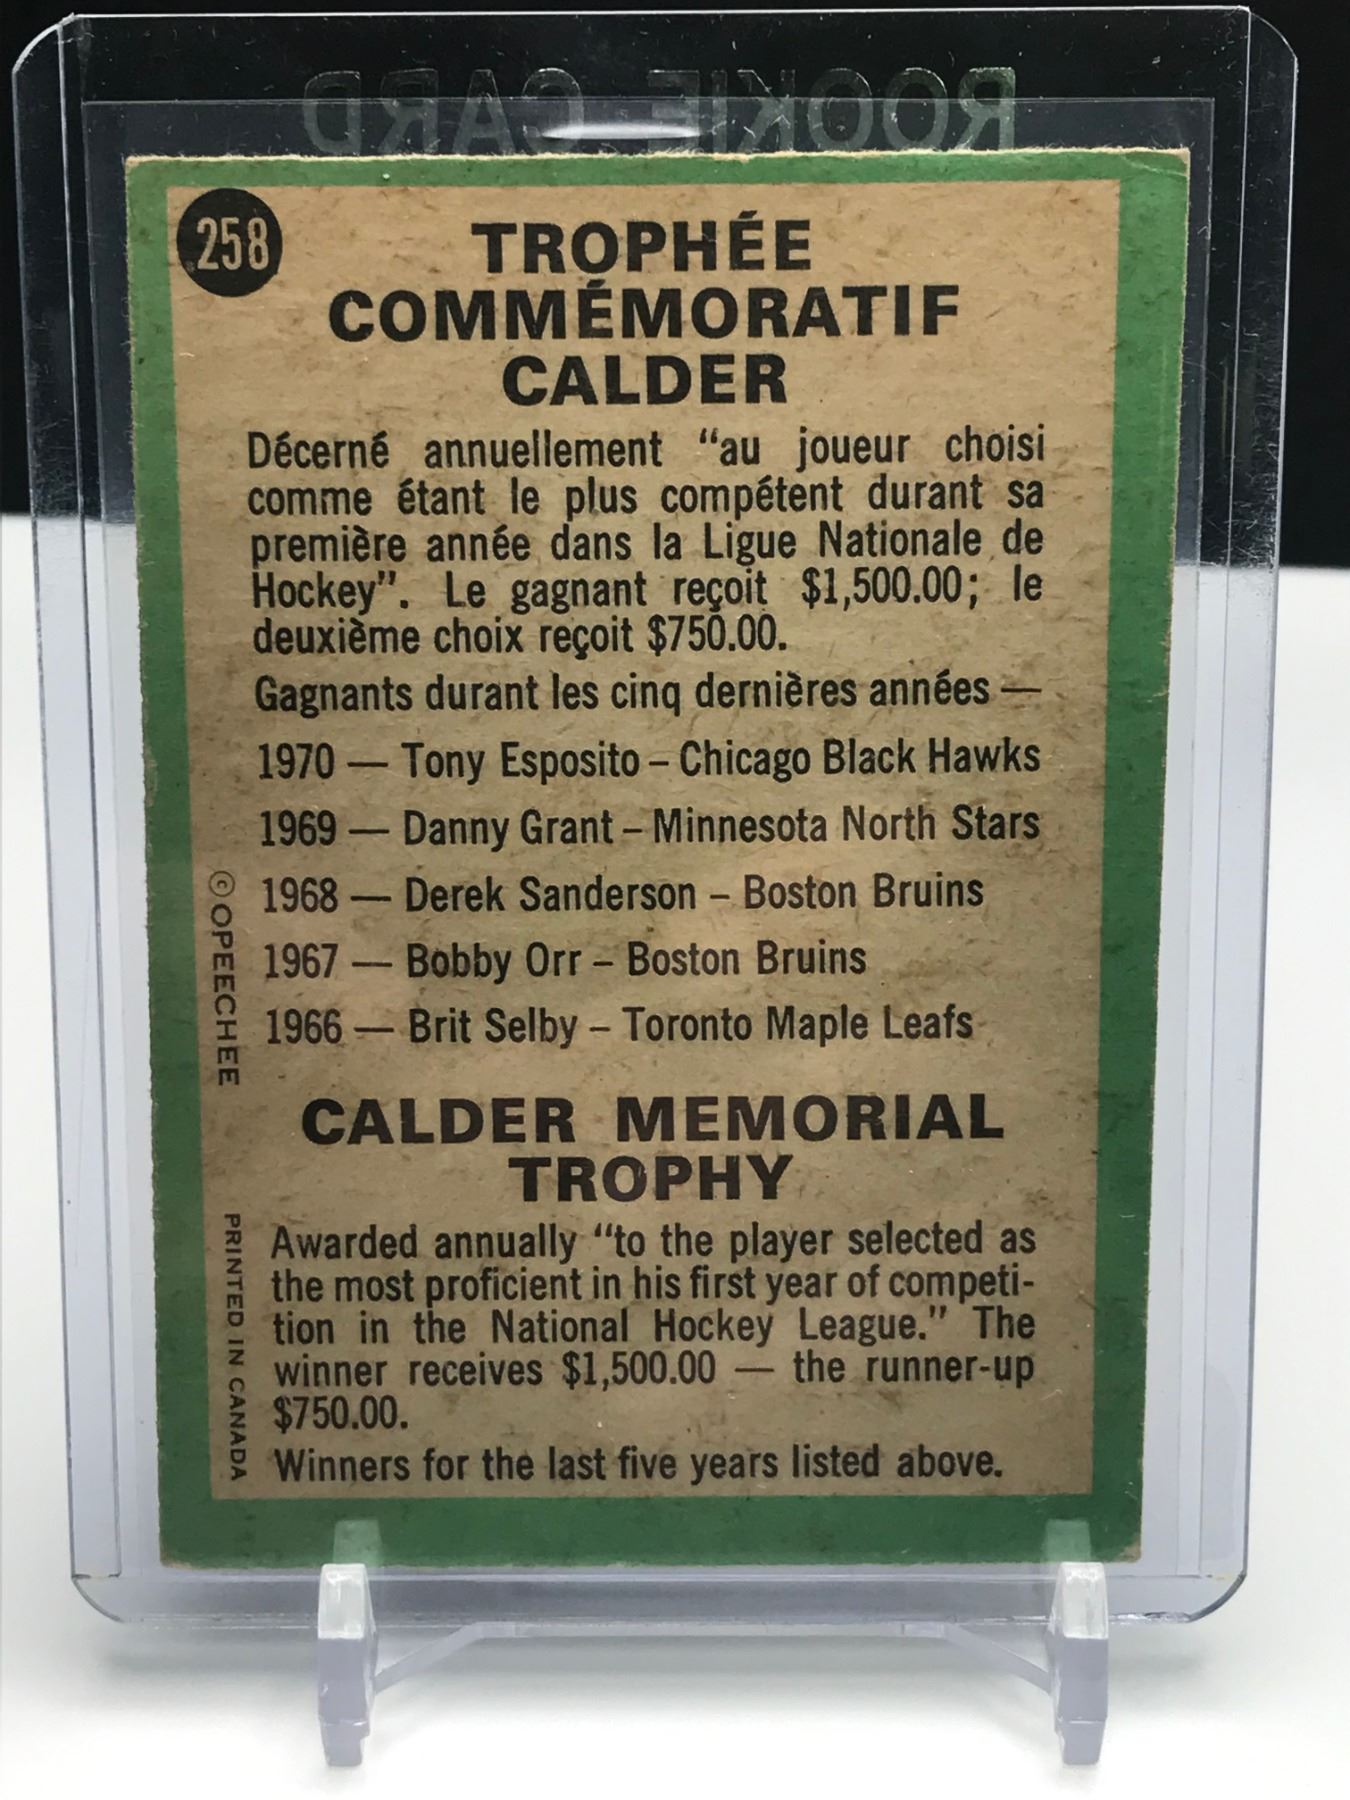 ROOKIE CARD
258
TROPHÉE
COMMÉMORATIF
CALDER
Décerné annuellement “au joueur choisi
comme étant le plus compétent durant sa
première année dans la Ligue Nationale de
Hockey”. Le gagnant reçoit $1,500.00; le
deuxième choix reçoit $750.00.
Gagnants durant les cinq dernières années —
1970 — Tony Esposito – Chicago Black Hawks
1969 — Danny Grant – Minnesota North Stars
1968 — Derek Sanderson – Boston Bruins
1967 — Bobby Orr – Boston Bruins
1966 — Brit Selby – Toronto Maple Leafs
© OPEECHEE
CALDER MEMORIAL
TROPHY
Awarded annually “to the player selected as
the most proficient in his first year of competi-
tion in the National Hockey League.” The
winner receives $1,500.00 — the runner-up
$750.00.
Winners for the last five years listed above.
PRINTED IN CANADA